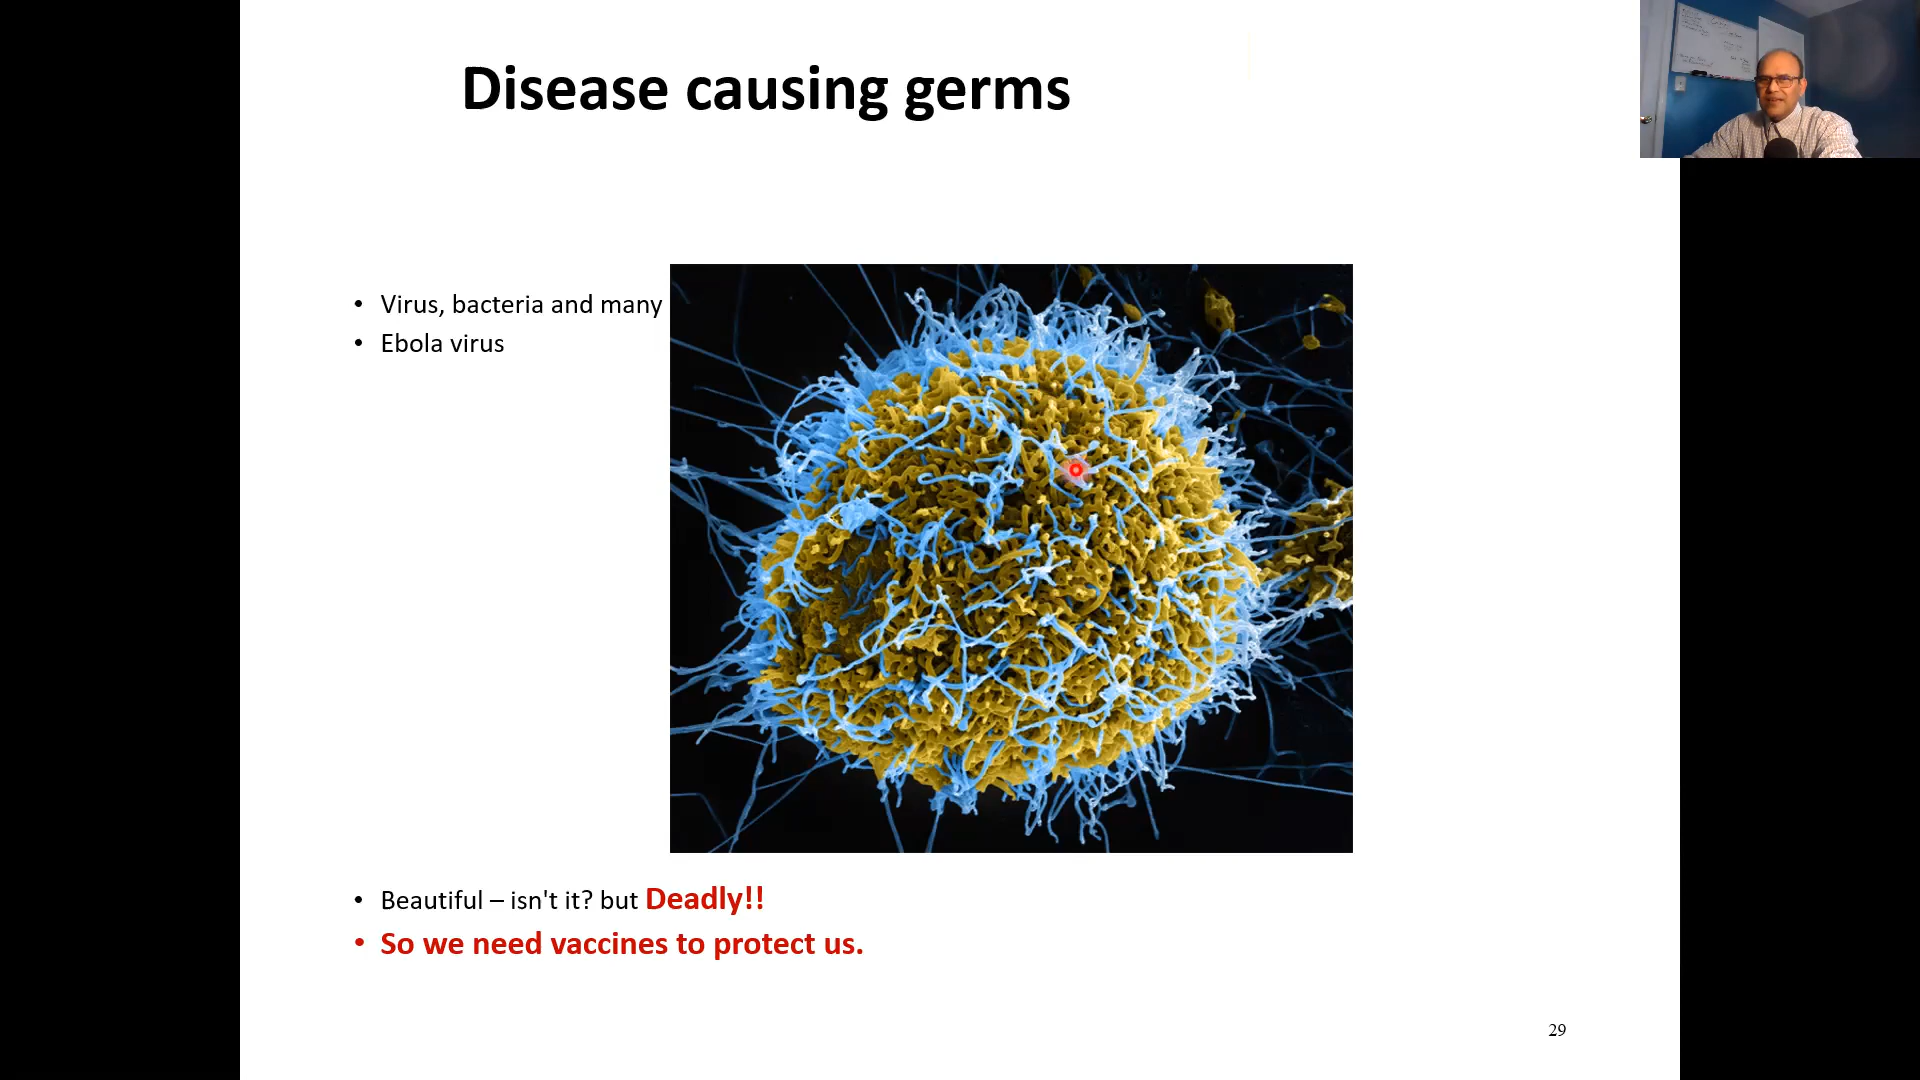 Disease causing germs
• Virus, bacteria and many
• Ebola virus
• Beautiful – isn't it? but Deadly!!
• So we need vaccines to protect us.
29